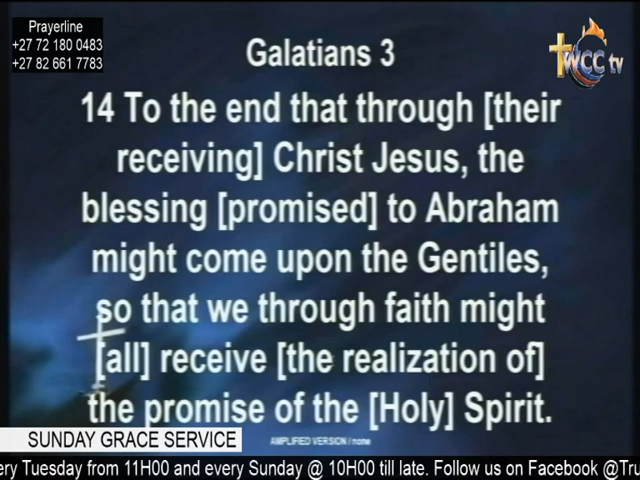 Prayerline
+27 72 180 0483
+27 82 661 7783
WCC tv
Galatians 3
14 To the end that through [their
receiving] Christ Jesus, the
blessing [promised] to Abraham
might come upon the Gentiles,
so that we through faith might
[all] receive [the realization of]
the promise of the [Holy] Spirit.
AMPLIFIED VERSION / none
SUNDAY GRACE SERVICE
ery Tuesday from 11H00 and every Sunday @ 10H00 till late. Follow us on Facebook @Tru